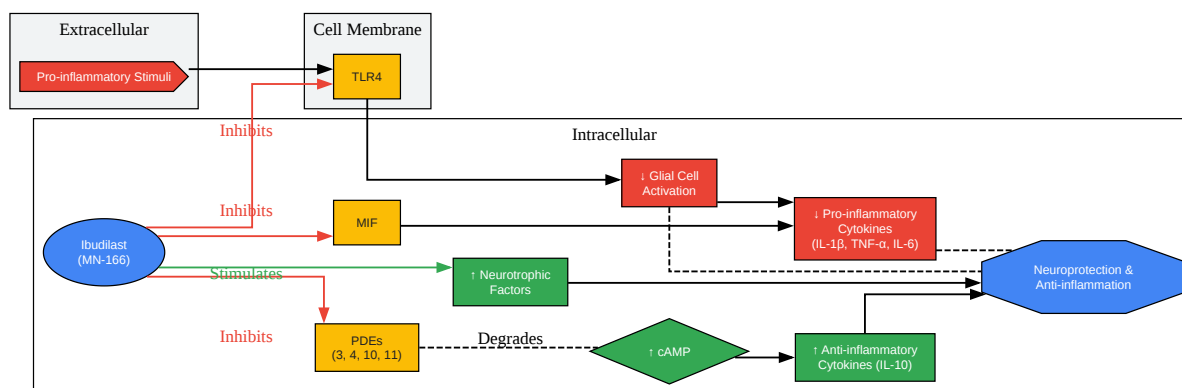 Extracellular
Cell Membrane
Pro-inflammatory Stimuli
TLR4
Inhibits
Intracellular
↓ Glial Cell
Activation
Inhibits
MIF
↓ Pro-inflammatory
Cytokines
(IL-1β, TNF-α, IL-6)
Ibudilast
(MN-166)
Stimulates
↑ Neurotrophic
Factors
Neuroprotection &
Anti-inflammation
Inhibits
PDEs
(3, 4, 10, 11)
Degrades
↑ cAMP
↑ Anti-inflammatory
Cytokines (IL-10)